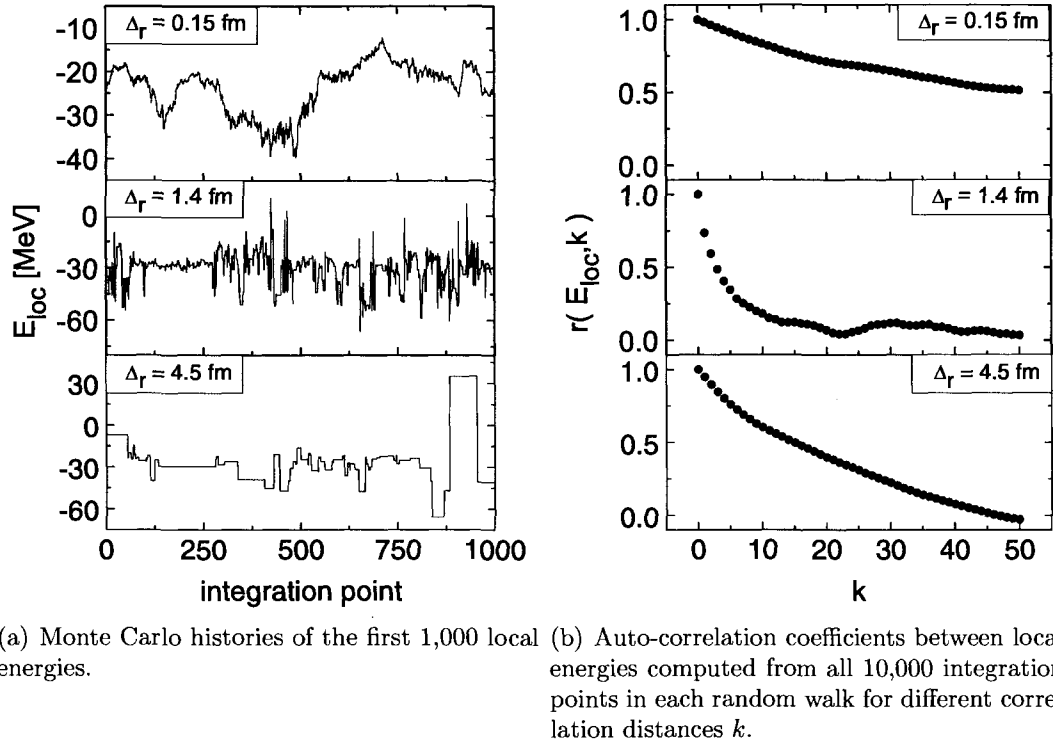 Δr = 0.15 fm
-10
-20
-30
-40
Δr = 1.4 fm
0
-30
-60
Δr = 4.5 fm
30
0
-30
-60
Eloc [MeV]
0 250 500 750 1000
integration point
Δr = 0.15 fm
1.0
0.5
0.0
Δr = 1.4 fm
1.0
0.5
0.0
Δr = 4.5 fm
1.0
0.5
0.0
r( Eloc,k )
0 10 20 30 40 50
k
(a) Monte Carlo histories of the first 1,000 local
energies.
(b) Auto-correlation coefficients between loca
energies computed from all 10,000 integration
points in each random walk for different corre
lation distances k.